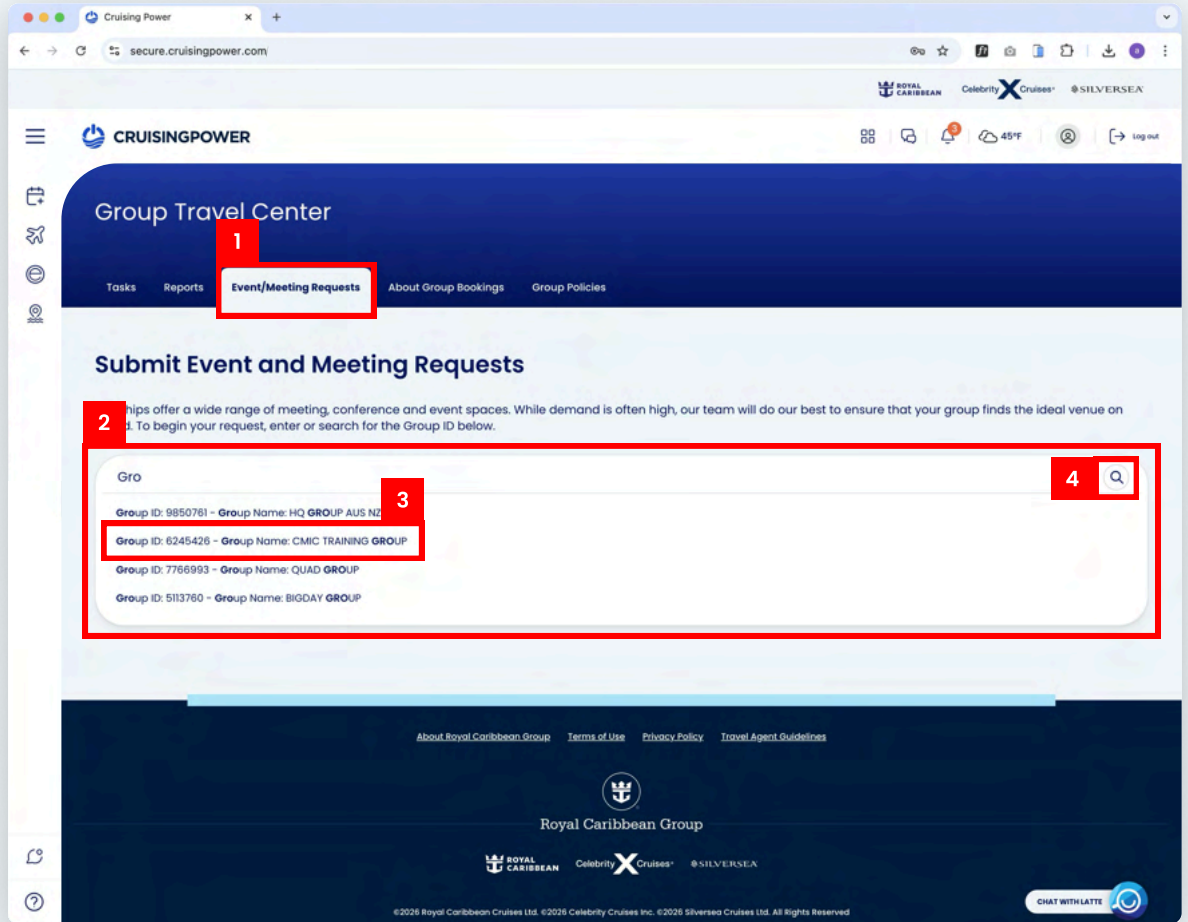 Cruising Power
secure.cruisingpower.com
ROYAL CARIBBEAN Celebrity X Cruises® SILVERSEA
CRUISINGPOWER
3
45°F
Log out
Group Travel Center
1
Tasks Reports Event/Meeting Requests About Group Bookings Group Policies
Submit Event and Meeting Requests
hips offer a wide range of meeting, conference and event spaces. While demand is often high, our team will do our best to ensure that your group finds the ideal venue on
2
d. To begin your request, enter or search for the Group ID below.
Gro
4
3
Group ID: 9850761 - Group Name: HQ GROUP AUS NZ
Group ID: 6245426 - Group Name: CMIC TRAINING GROUP
Group ID: 7766993 - Group Name: QUAD GROUP
Group ID: 5113760 - Group Name: BIGDAY GROUP
About Royal Caribbean Group Terms of Use Privacy Policy Travel Agent Guidelines
Royal Caribbean Group
ROYAL CARIBBEAN Celebrity X Cruises® SILVERSEA
CHAT WITH LATTE
©2026 Royal Caribbean Cruises Ltd. ©2026 Celebrity Cruises Inc. ©2026 Silversea Cruises Ltd. All Rights Reserved